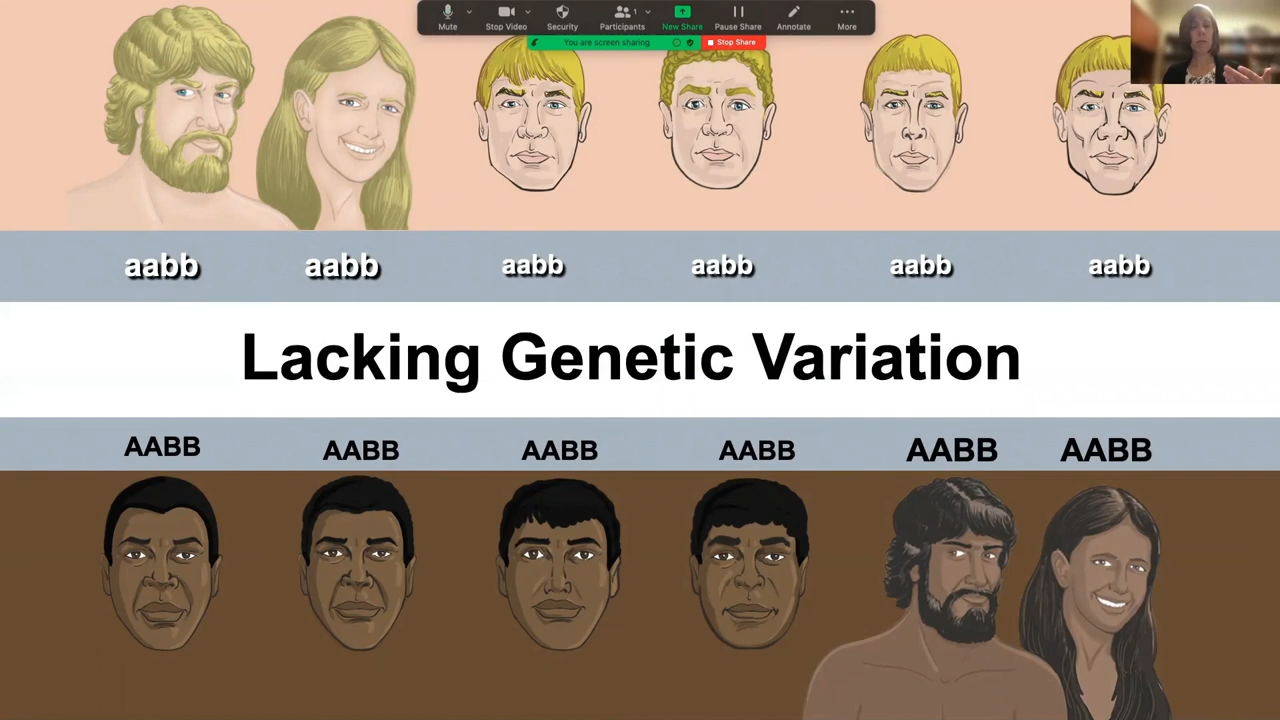 Mute
Stop Video
Security
Participants
1
New Share
Pause Share
Annotate
More
You are screen sharing
Stop Share
aabb aabb aabb aabb aabb aabb
Lacking Genetic Variation
AABB AABB AABB AABB AABB AABB